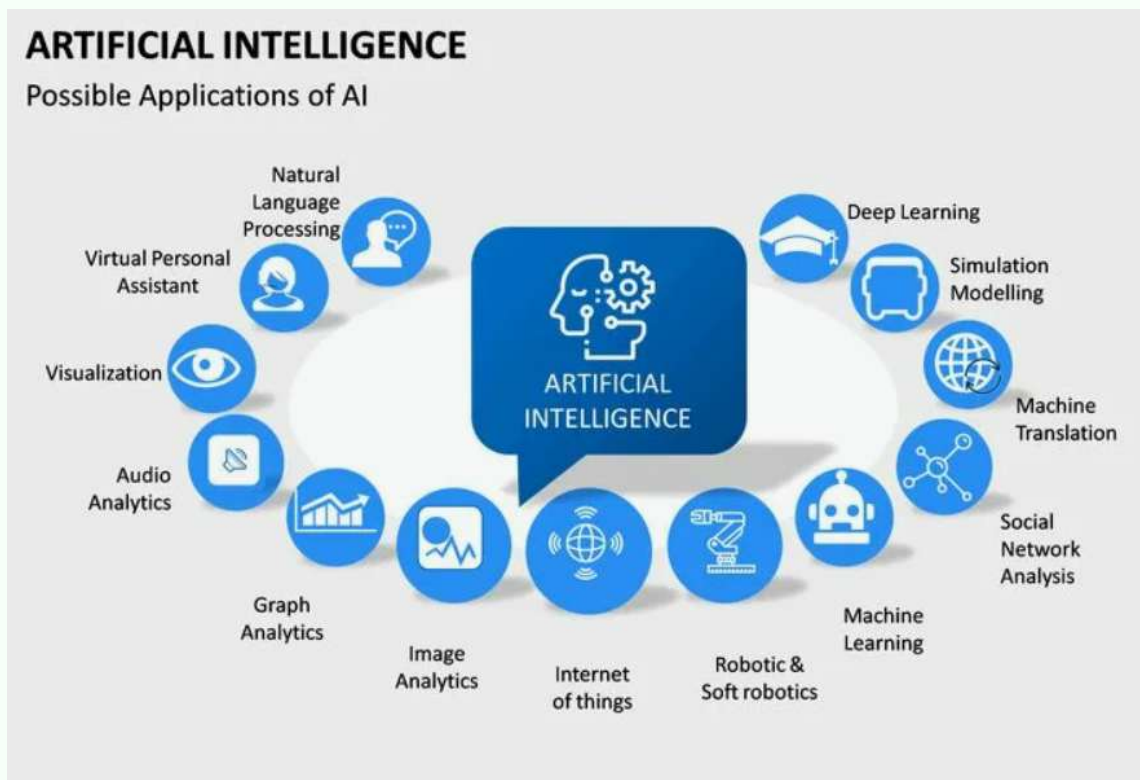 ARTIFICIAL INTELLIGENCE
Possible Applications of AI
Natural
Language
Processing
Virtual Personal
Assistant
Visualization
Audio
Analytics
Graph
Analytics
Image
Analytics
Internet
of things
Robotic &
Soft robotics
Machine
Learning
Social
Network
Analysis
Machine
Translation
Simulation
Modelling
Deep Learning
ARTIFICIAL
INTELLIGENCE